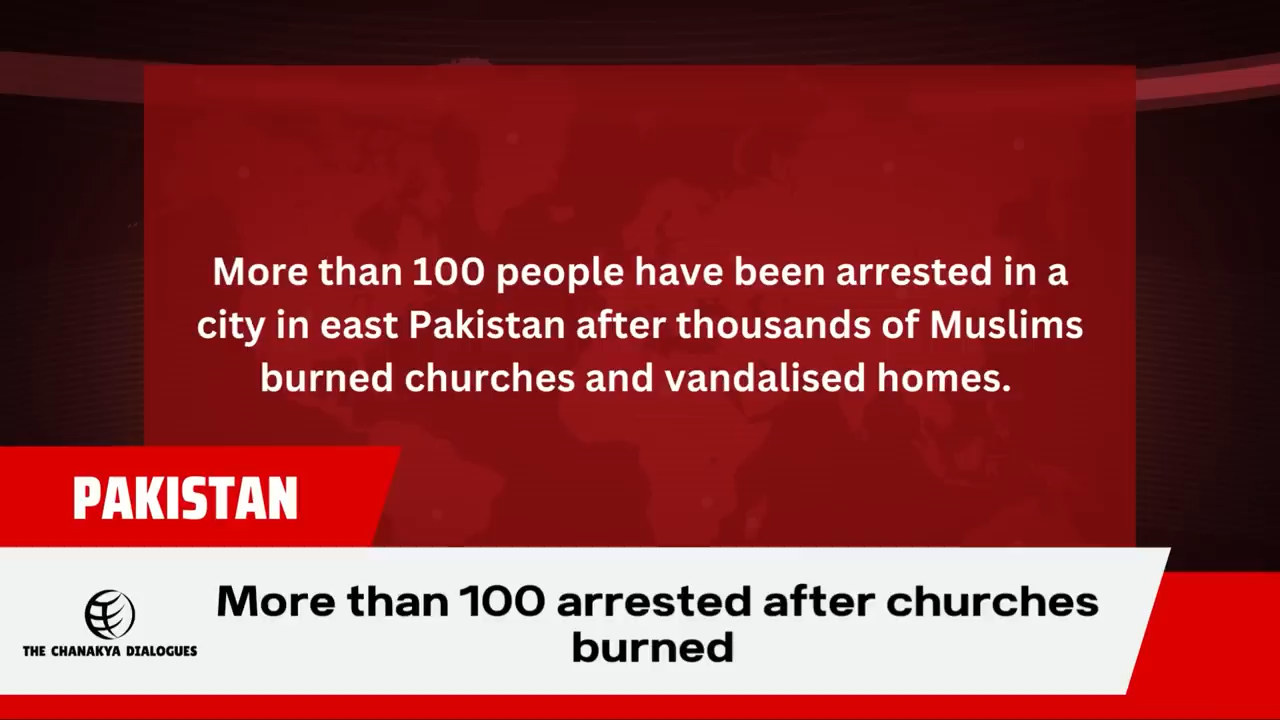 More than 100 people have been arrested in a
city in east Pakistan after thousands of Muslims
burned churches and vandalised homes.
PAKISTAN
More than 100 arrested after churches
burned
THE CHANAKYA DIALOGUES